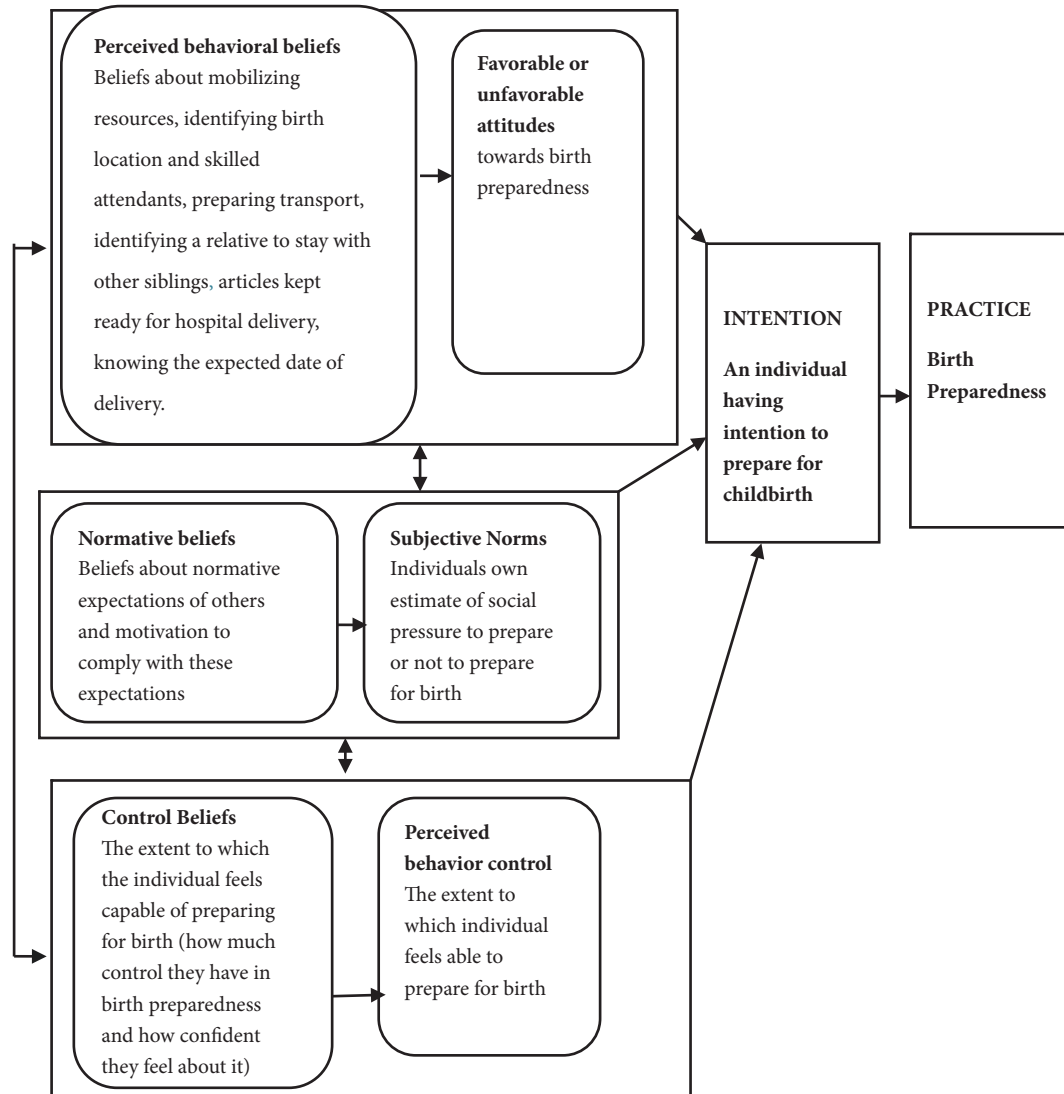 Perceived behavioral beliefs
Beliefs about mobilizing
resources, identifying birth
location and skilled
attendants, preparing transport,
identifying a relative to stay with
other siblings, articles kept
ready for hospital delivery,
knowing the expected date of
delivery.
Favorable or
unfavorable
attitudes
towards birth
preparedness
Normative beliefs
Beliefs about normative
expectations of others
and motivation to
comply with these
expectations
Subjective Norms
Individuals own
estimate of social
pressure to prepare
or not to prepare
for birth
Control Beliefs
The extent to which
the individual feels
capable of preparing
for birth (how much
control they have in
birth preparedness
and how confident
they feel about it)
Perceived
behavior control
The extent to
which individual
feels able to
prepare for birth
INTENTION
An individual
having
intention to
prepare for
childbirth
PRACTICE
Birth
Preparedness